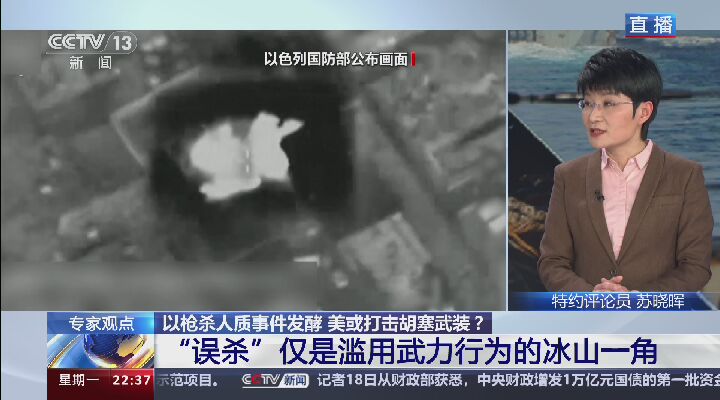 CCTV 13
新闻
直播
以色列国防部公布画面
特约评论员 苏晓晖
专家观点
以枪杀人质事件发酵 美或打击胡塞武装？
“误杀”仅是滥用武力行为的冰山一角
星期一 22:37
示范项目。 CCTV 新闻 记者18日从财政部获悉，中央财政增发1万亿元国债的第一批资金